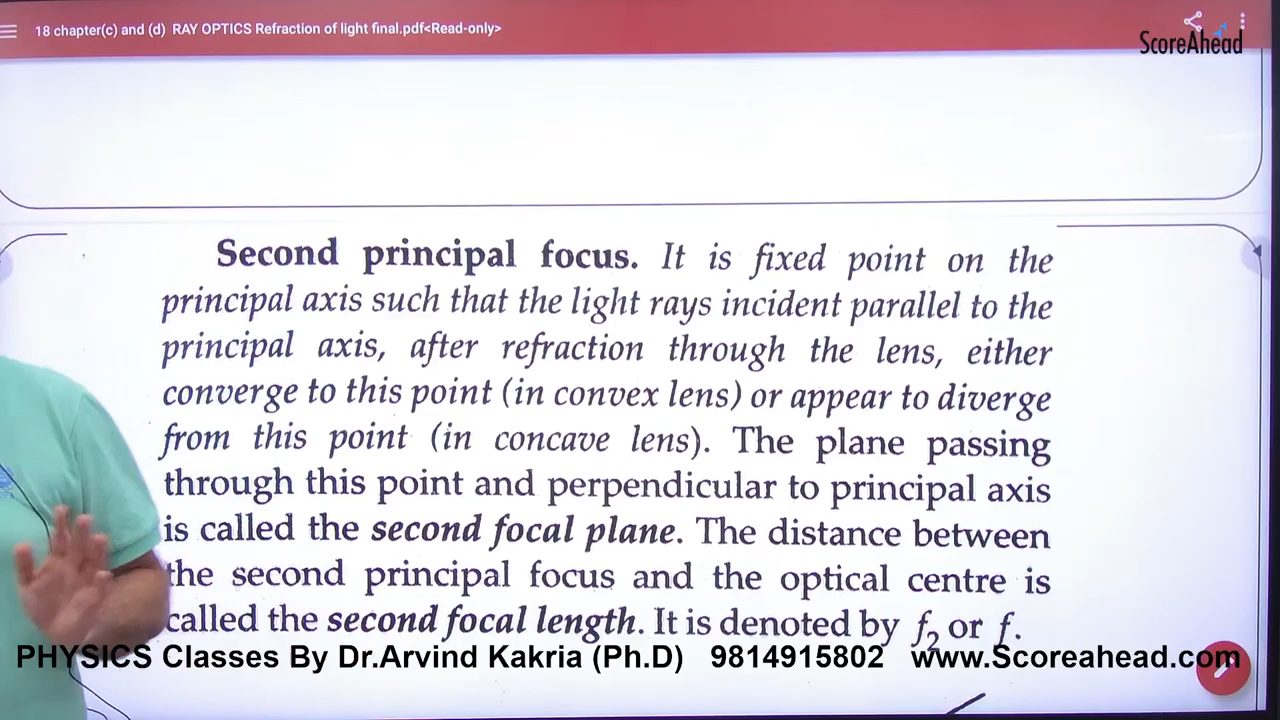 18 chapter(c) and (d) RAY OPTICS Refraction of light final.pdf<Read-only>
ScoreAhead
Second principal focus. It is fixed point on the
principal axis such that the light rays incident parallel to the
principal axis, after refraction through the lens, either
converge to this point (in convex lens) or appear to diverge
from this point (in concave lens). The plane passing
through this point and perpendicular to principal axis
is called the second focal plane. The distance between
the second principal focus and the optical centre is
called the second focal length. It is denoted by f₂ or f.
PHYSICS Classes By Dr.Arvind Kakria (Ph.D) 9814915802 www.Scoreahead.com